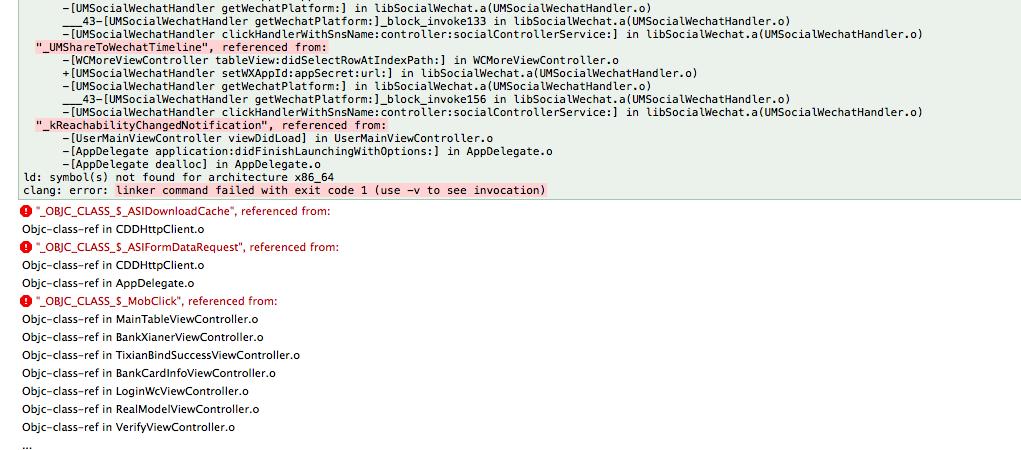 -[UMSocialWechatHandler getWechatPlatform:] in libSocialWechat.a(UMSocialWechatHandler.o)
___43-[UMSocialWechatHandler getWechatPlatform:]_block_invoke133 in libSocialWechat.a(UMSocialWechatHandler.o)
-[UMSocialWechatHandler clickHandlerWithSnsName:controller:socialControllerService:] in libSocialWechat.a(UMSocialWechatHandler.o)
"_UMShareToWechatTimeline", referenced from:
-[WCMoreViewController tableView:didSelectRowAtIndexPath:] in WCMoreViewController.o
+[UMSocialWechatHandler setWXAppId:appSecret:url:] in libSocialWechat.a(UMSocialWechatHandler.o)
-[UMSocialWechatHandler getWechatPlatform:] in libSocialWechat.a(UMSocialWechatHandler.o)
___43-[UMSocialWechatHandler getWechatPlatform:]_block_invoke156 in libSocialWechat.a(UMSocialWechatHandler.o)
-[UMSocialWechatHandler clickHandlerWithSnsName:controller:socialControllerService:] in libSocialWechat.a(UMSocialWechatHandler.o)
"_kReachabilityChangedNotification", referenced from:
-[UserMainViewController viewDidLoad] in UserMainViewController.o
-[AppDelegate application:didFinishLaunchingWithOptions:] in AppDelegate.o
-[AppDelegate dealloc] in AppDelegate.o
ld: symbol(s) not found for architecture x86_64
clang: error: linker command failed with exit code 1 (use -v to see invocation)
"_OBJC_CLASS_$_ASIDownloadCache", referenced from:
Objc-class-ref in CDDHttpClient.o
"_OBJC_CLASS_$_ASIFormDataRequest", referenced from:
Objc-class-ref in CDDHttpClient.o
Objc-class-ref in AppDelegate.o
"_OBJC_CLASS_$_MobClick", referenced from:
Objc-class-ref in MainTableViewController.o
Objc-class-ref in BankXianerViewController.o
Objc-class-ref in TixianBindSuccessViewController.o
Objc-class-ref in BankCardInfoViewController.o
Objc-class-ref in LoginWcViewController.o
Objc-class-ref in RealModelViewController.o
Objc-class-ref in VerifyViewController.o
...